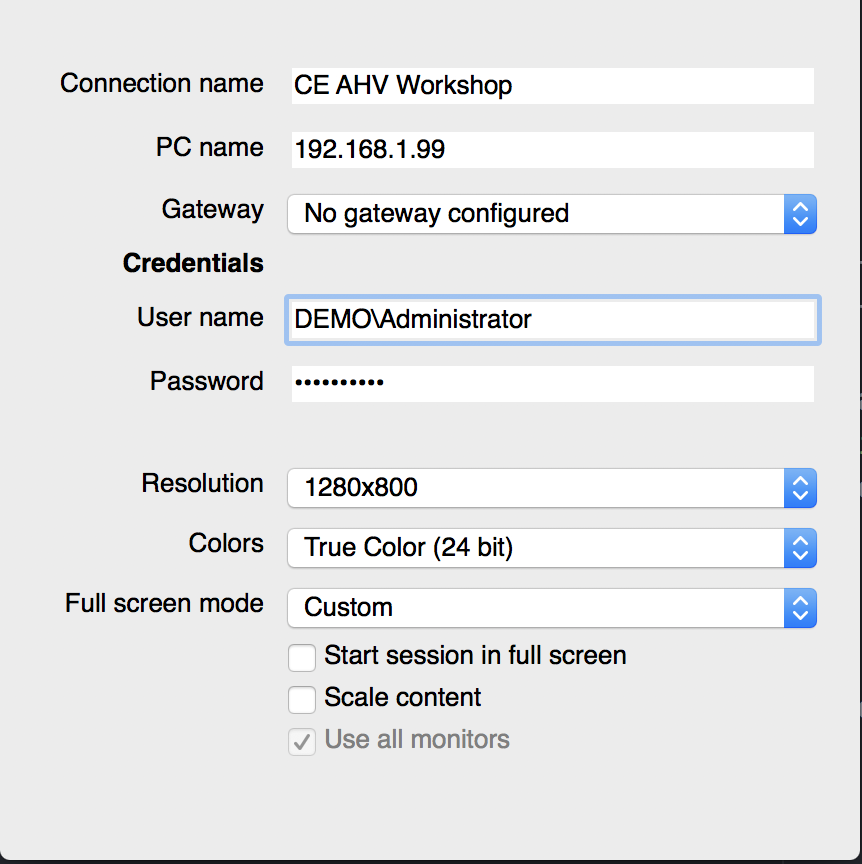 Connection name CE AHV Workshop
PC name 192.168.1.99
Gateway No gateway configured
Credentials
User name DEMO\Administrator
Password ••••••••••
Resolution 1280x800
Colors True Color (24 bit)
Full screen mode Custom
Start session in full screen
Scale content
Use all monitors